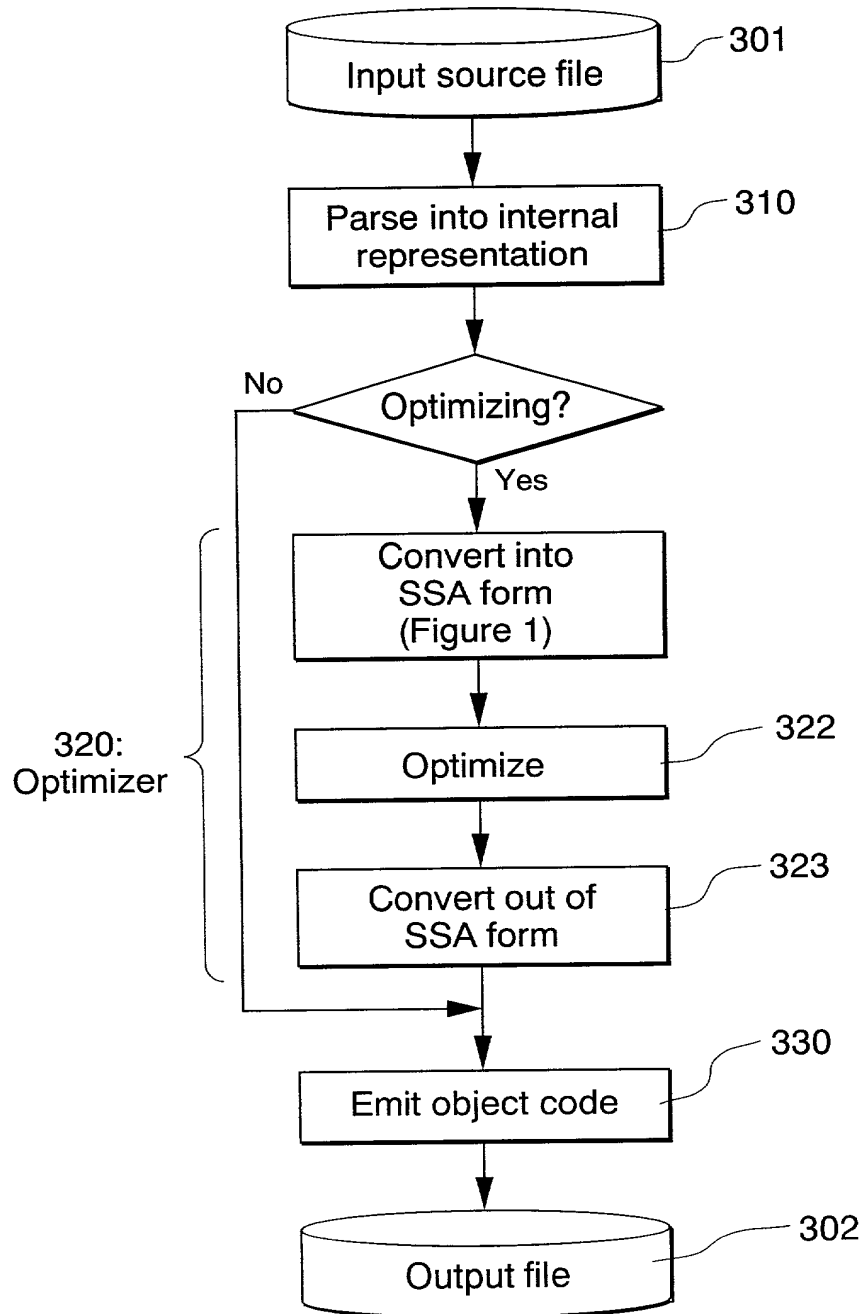 301
Input source file
310
Parse into internal
representation
No
Optimizing?
Yes
Convert into
SSA form
(Figure 1)
320:
Optimizer
322
Optimize
323
Convert out of
SSA form
330
Emit object code
302
Output file